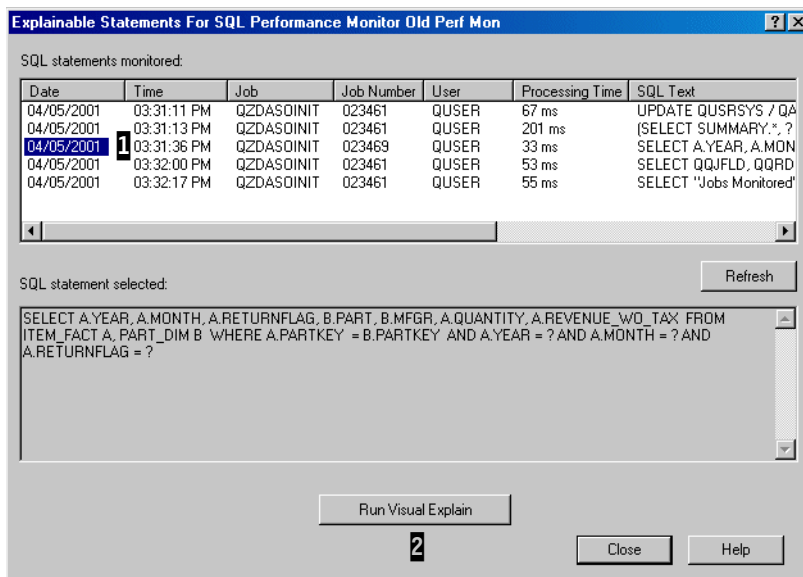 Explainable Statements For SQL Performance Monitor Old Perf Mon
SQL statements monitored:
Date Time Job Job Number User Processing Time SQL Text
04/05/2001 03:31:11 PM QZDASOINIT 023461 QUSER 67 ms UPDATE QUSRSYS / QA
04/05/2001 03:31:13 PM QZDASOINIT 023461 QUSER 201 ms (SELECT SUMMARY.*, ?
04/05/2001 1 03:31:36 PM QZDASOINIT 023469 QUSER 33 ms SELECT A.YEAR, A.MON
04/05/2001 03:32:00 PM QZDASOINIT 023461 QUSER 53 ms SELECT QQJFLD, QQRD
04/05/2001 03:32:17 PM QZDASOINIT 023461 QUSER 55 ms SELECT "Jobs Monitored"
Refresh
SQL statement selected:
SELECT A.YEAR, A.MONTH, A.RETURNFLAG, B.PART, B.MFGR, A.QUANTITY, A.REVENUE_WO_TAX FROM
ITEM_FACT A, PART_DIM B WHERE A.PARTKEY = B.PARTKEY AND A.YEAR = ? AND A.MONTH = ? AND
A.RETURNFLAG = ?
Run Visual Explain
2
Close Help